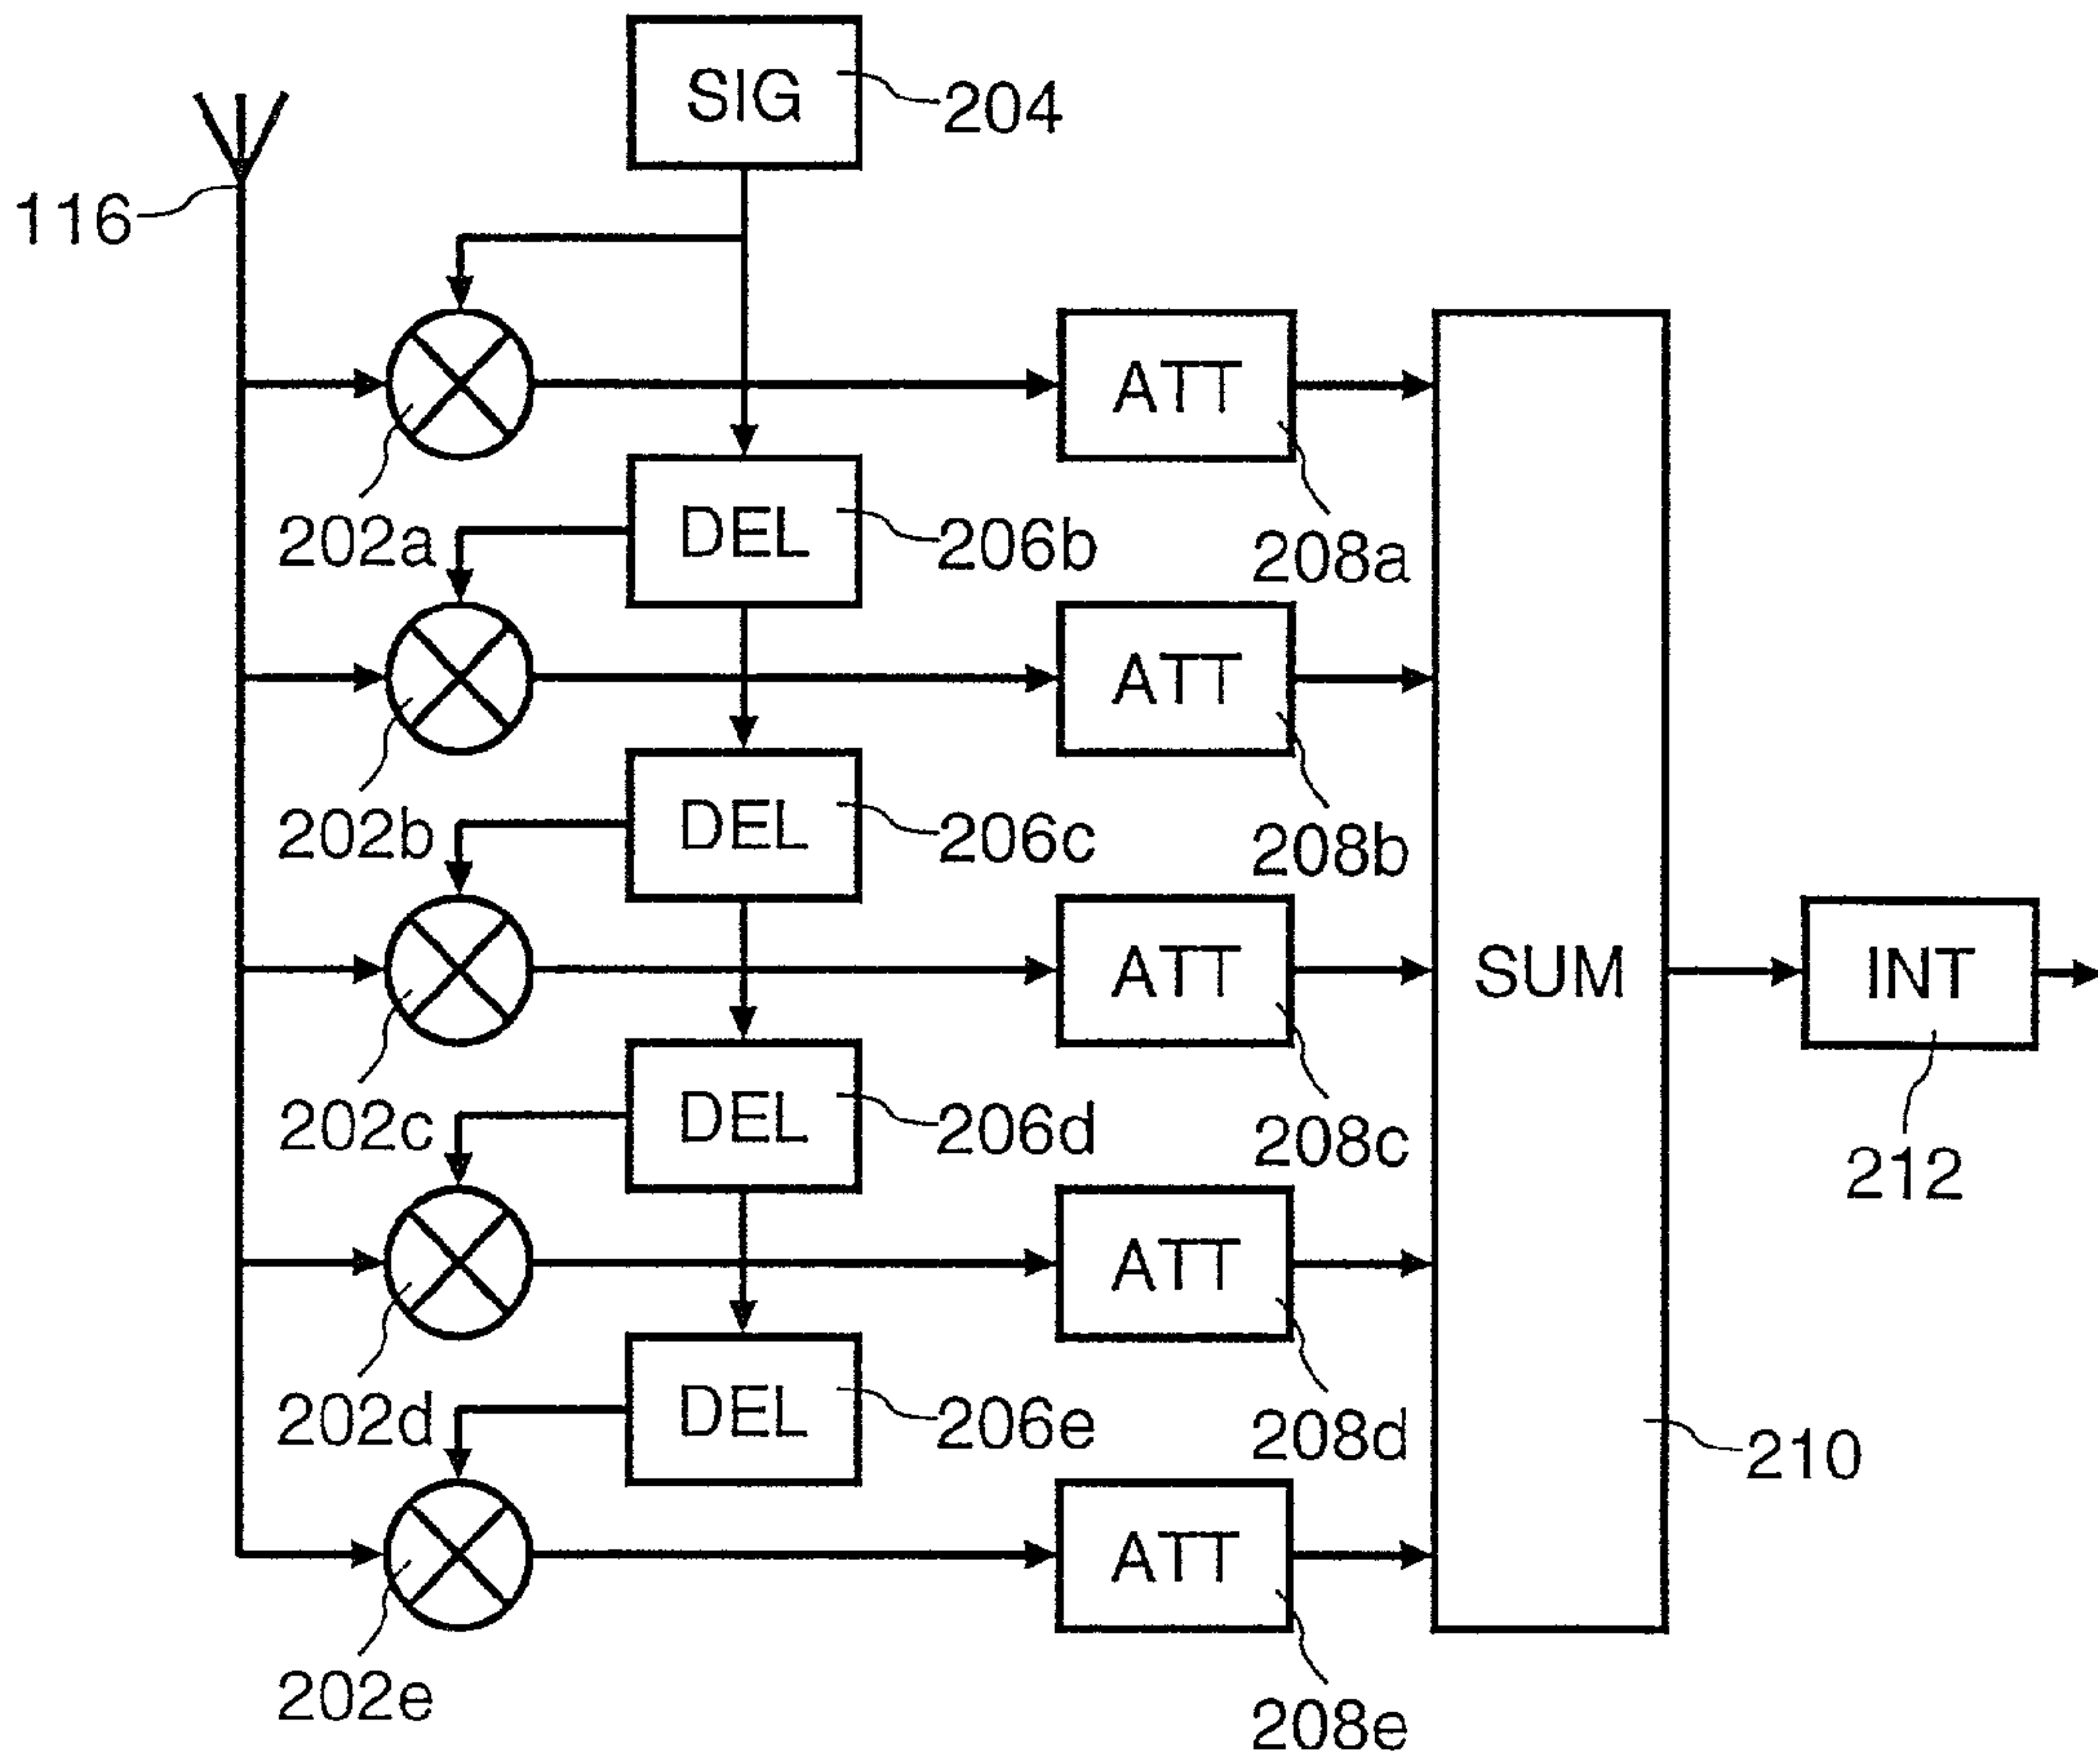 SIG
204
116
ATT
202a
DEL
206b
208a
ATT
202b
DEL
206c
208b
ATT
SUM
INT
202c
DEL
206d
208c
212
ATT
202d
DEL
206e
208d
210
ATT
202e
208e